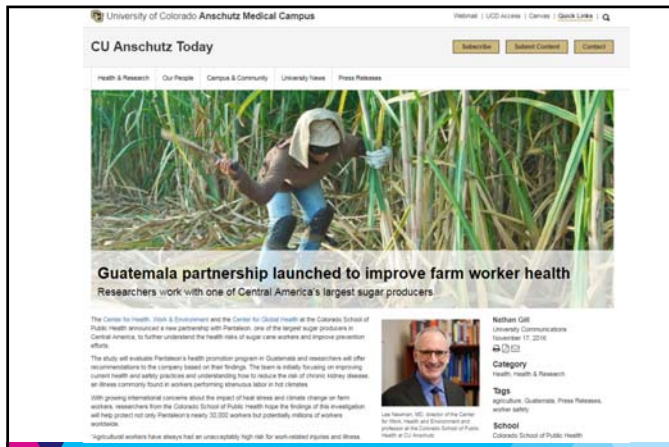 University of Colorado Anschutz Medical Campus
Webmail | UCD Access | Canvas | Quick Links |
CU Anschutz Today
Subscribe
Submit Content
Contact
Health & Research
Our People
Campus & Community
University News
Press Releases
Guatemala partnership launched to improve farm worker health
Researchers work with one of Central America's largest sugar producers
The Center for Health, Work & Environment and the Center for Global Health at the Colorado School of
Public Health announced a new partnership with Pantaleon, one of the largest sugar producers in
Central America, to further understand the health risks of sugar cane workers and improve prevention
efforts.
The study will evaluate Pantaleon's health promotion program in Guatemala and researchers will offer
recommendations to the company based on their findings. The team is initially focusing on improving
current health and safety practices and understanding how to reduce the risk of chronic kidney disease,
an illness commonly found in workers performing strenuous labor in hot climates.
With growing international concerns about the impact of heat stress and climate change on farm
workers, researchers from the Colorado School of Public Health hope the findings of this investigation
will help protect not only Pantaleon's nearly 32,000 workers but potentially millions of workers
worldwide.
"Agricultural workers have always had an unacceptably high risk for work-related injuries and illness.
Lee Newman, MD, director of the Center
for Work, Health and Environment and
professor at the Colorado School of Public
Health at CU Anschutz
Nathan Gill
University Communications
November 17, 2016
Category
Health, Health & Research
Tags
agriculture, Guatemala, Press Releases,
worker safety
School
Colorado School of Public Health